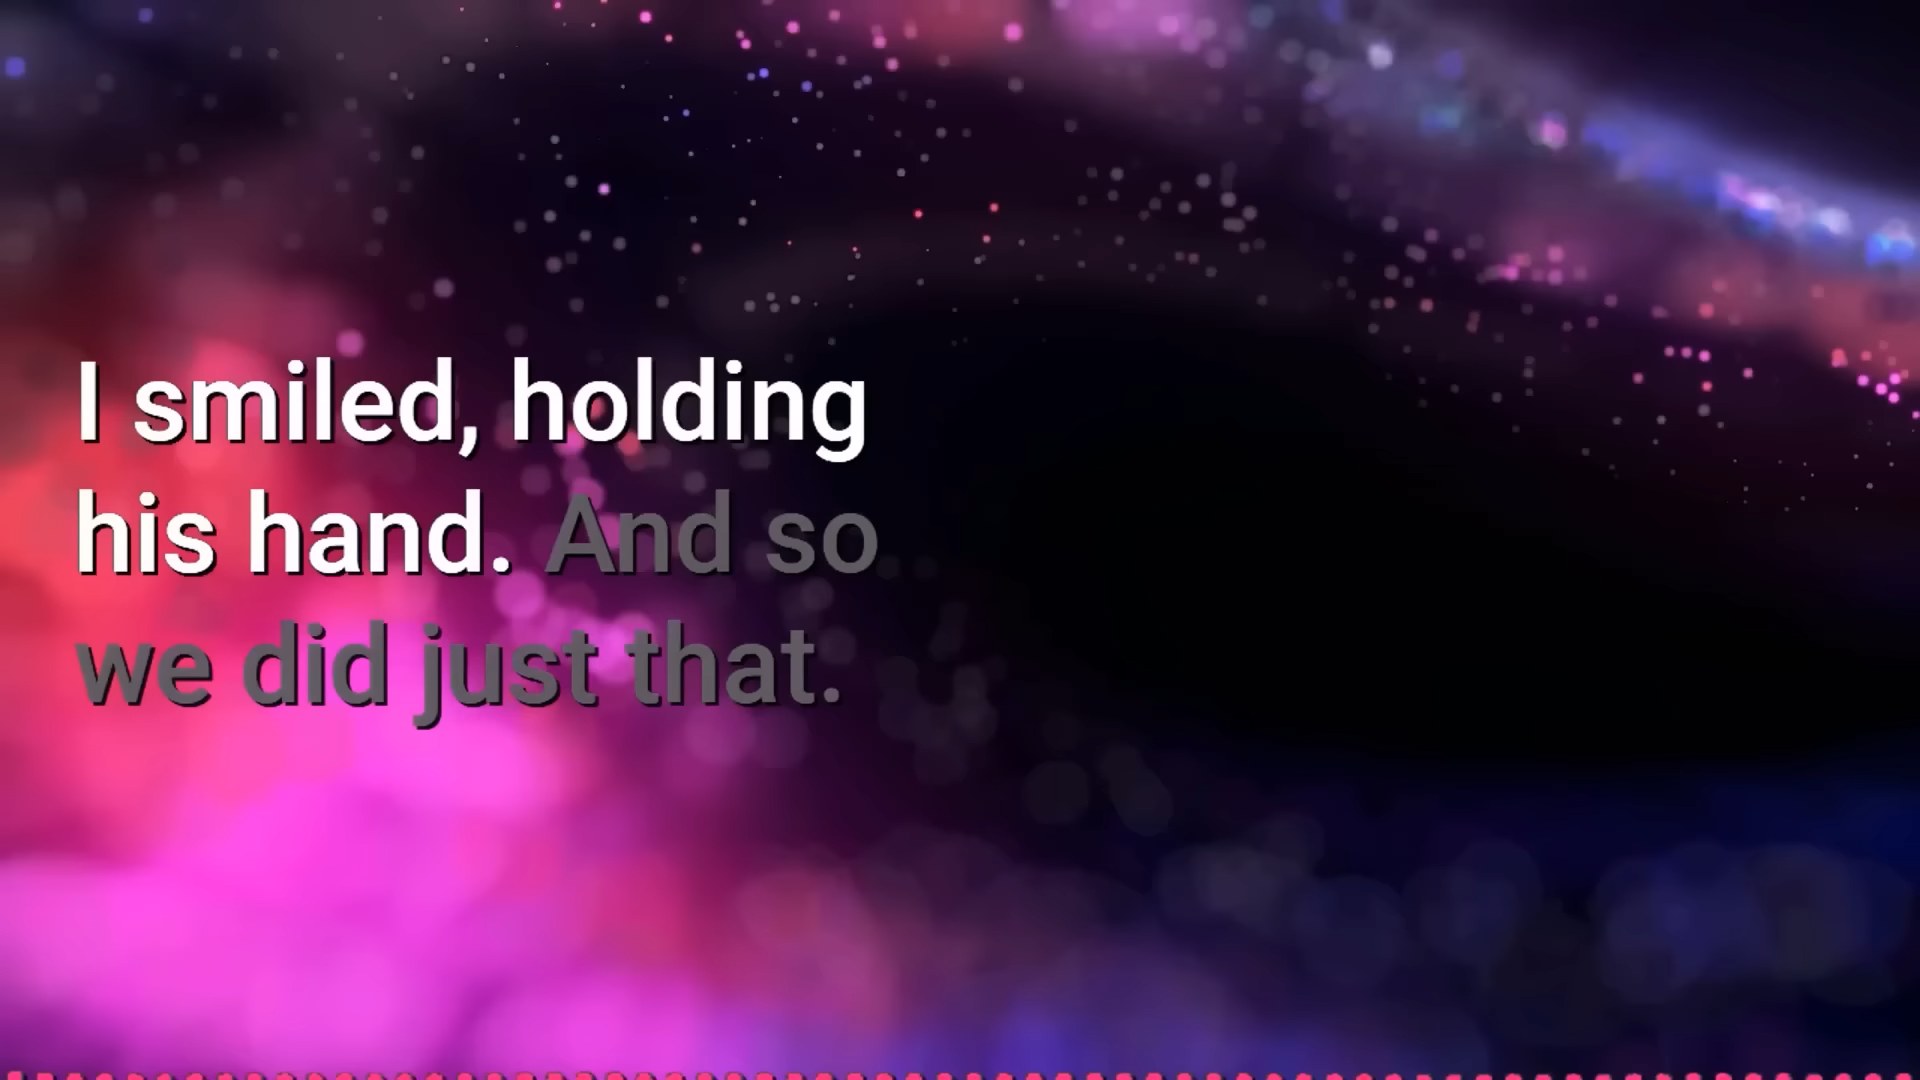 I smiled, holding
his hand. And so
we did just that.